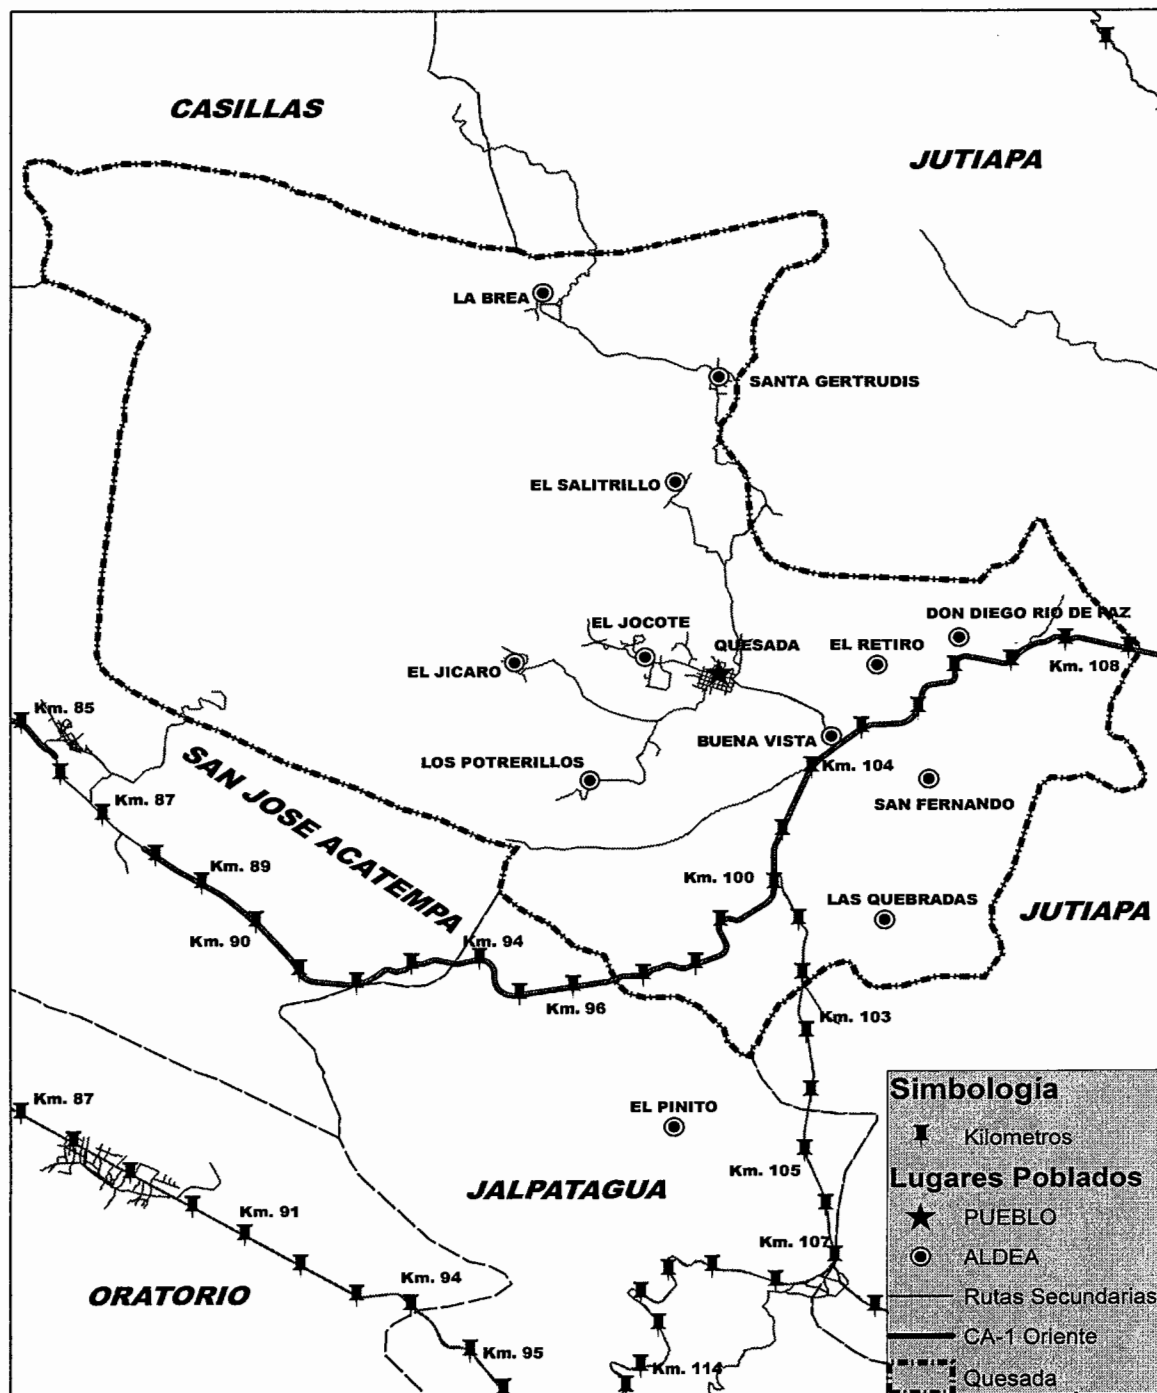 CASILLAS
JUTIAPA
LA BREA
SANTA GERTRUDIS
EL SALITRILLO
DON DIEGO RIO DE PAZ
EL JOCOTE
QUESADA
EL RETIRO
EL JICARO
Km. 108
Km. 85
BUENA VISTA
LOS POTRERILLOS
Km. 104
SAN FERNANDO
SAN JOSE ACATEMPA
Km. 87
Km. 89
Km. 100
LAS QUEBRADAS
JUTIAPA
Km. 90
Km. 94
Km. 96
Km. 103
Km. 87
EL PINITO
Km. 105
JALPATAGUA
Km. 91
Km. 107
ORATORIO
Km. 94
Km. 95
Km. 114
Simbología
Kilometros
Lugares Poblados
PUEBLO
ALDEA
Rutas Secundarias
CA-1 Oriente
Quesada